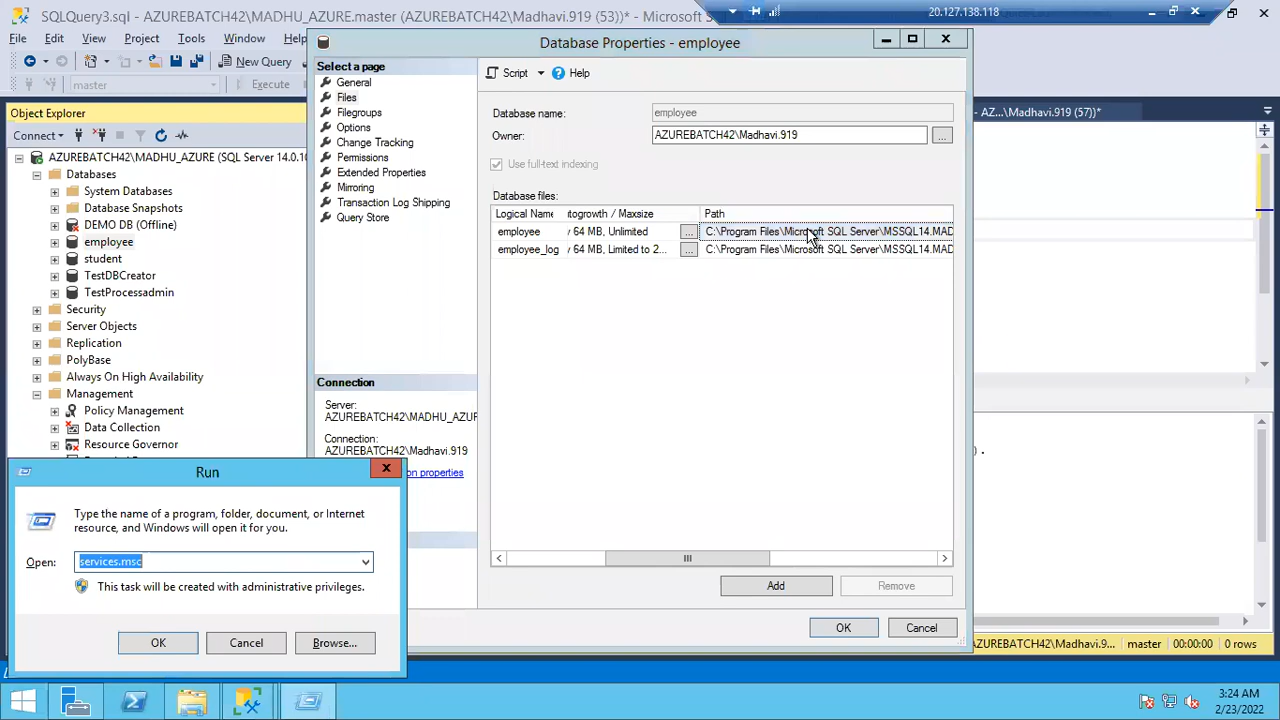 SQLQuery3.sql - AZUREBATCH42\MADHU_AZURE.master (AZUREBATCH42\Madhavi.919 (53))* - Microsoft S
20.127.138.118
File Edit View Project Tools Window Help
New Query
master
Execute
Object Explorer
Connect
AZUREBATCH42\MADHU_AZURE (SQL Server 14.0.10
Databases
System Databases
Database Snapshots
DEMO DB (Offline)
employee
student
TestDBCreator
TestProcessadmin
Security
Server Objects
Replication
PolyBase
Always On High Availability
Management
Policy Management
Data Collection
Resource Governor
Database Properties - employee
Select a page
General
Files
Filegroups
Options
Change Tracking
Permissions
Extended Properties
Mirroring
Transaction Log Shipping
Query Store
Connection
Server:
AZUREBATCH42\MADHU_AZUR
Connection:
AZUREBATCH42\Madhavi.919
on properties
Script Help
Database name: employee
Owner: AZUREBATCH42\Madhavi.919 ...
Use full-text indexing
Database files:
Logical Name utogrowth / Maxsize Path
employee / 64 MB, Unlimited ... C:\Program Files\Microsoft SQL Server\MSSQL14.MAD
employee_log / 64 MB, Limited to 2... ... C:\Program Files\Microsoft SQL Server\MSSQL14.MAD
Add Remove
OK Cancel
- AZ...\Madhavi.919 (57))*
).
AZUREBATCH42\Madhavi.9... master 00:00:00 0 rows
Run
Type the name of a program, folder, document, or Internet
resource, and Windows will open it for you.
Open: services.msc
This task will be created with administrative privileges.
OK Cancel Browse...
3:24 AM
2/23/2022